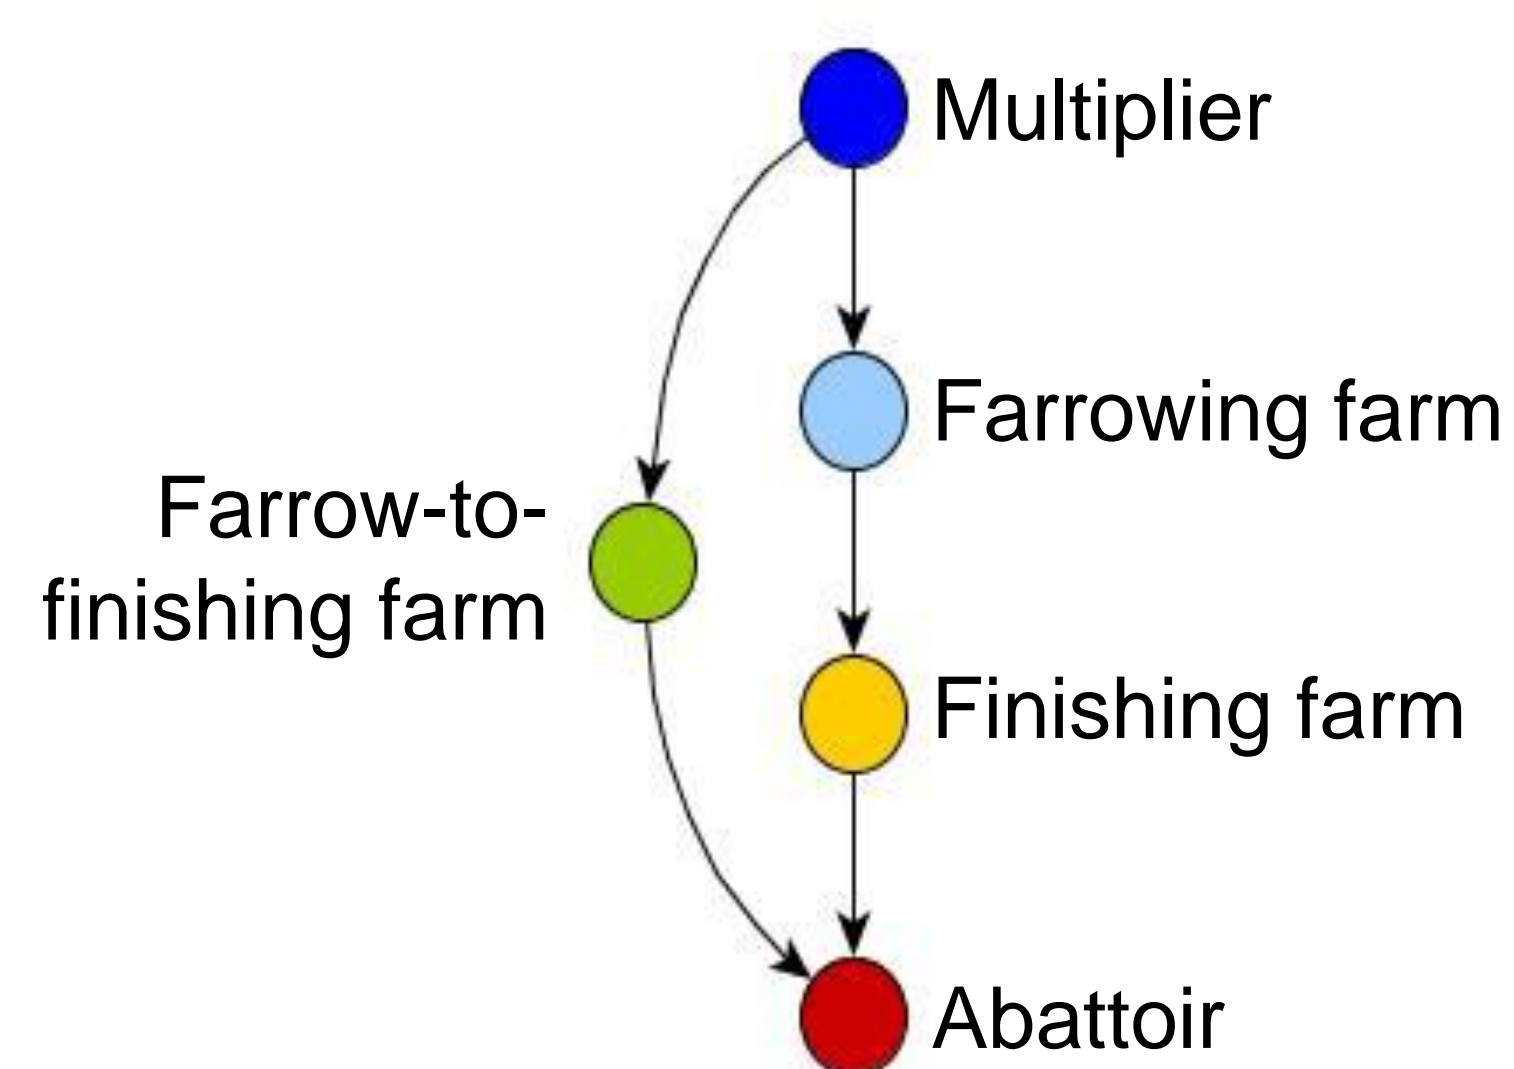 Multiplier
Farrowing farm
Farrow-to-
finishing farm
Finishing farm
Abattoir